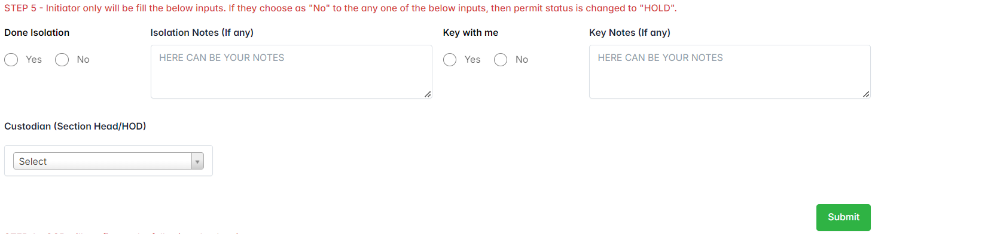 STEP 5 - Initiator only will be fill the below inputs. If they choose as "No" to the any one of the below inputs, then permit status is changed to "HOLD".
Done Isolation
Isolation Notes (If any)
Key with me
Key Notes (If any)
Yes
No
HERE CAN BE YOUR NOTES
Yes
No
HERE CAN BE YOUR NOTES
Custodian (Section Head/HOD)
Select
Submit